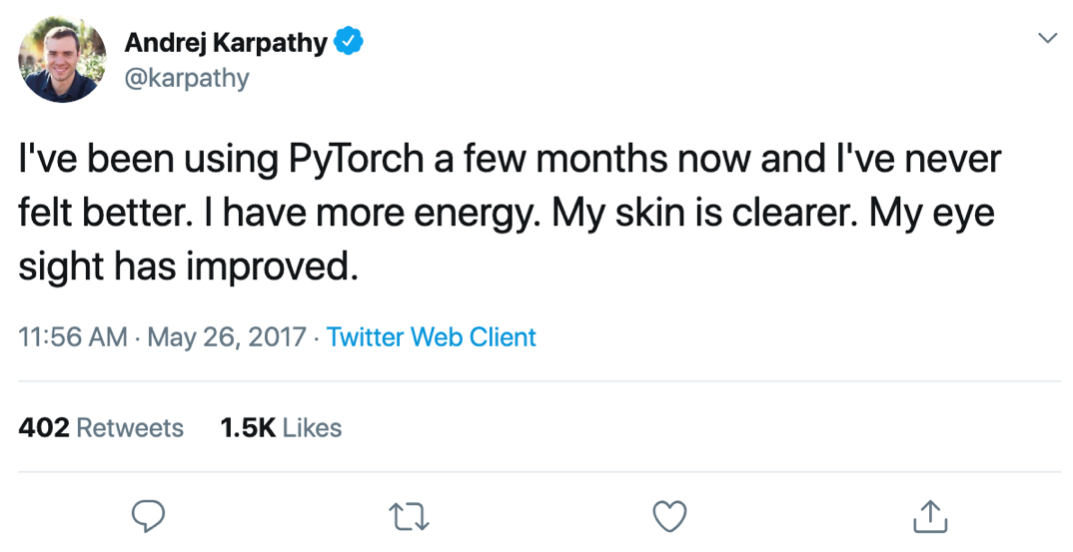 Andrej Karpathy
@karpathy
I've been using PyTorch a few months now and I've never
felt better. I have more energy. My skin is clearer. My eye
sight has improved.
11:56 AM · May 26, 2017 · Twitter Web Client
402 Retweets 1.5K Likes